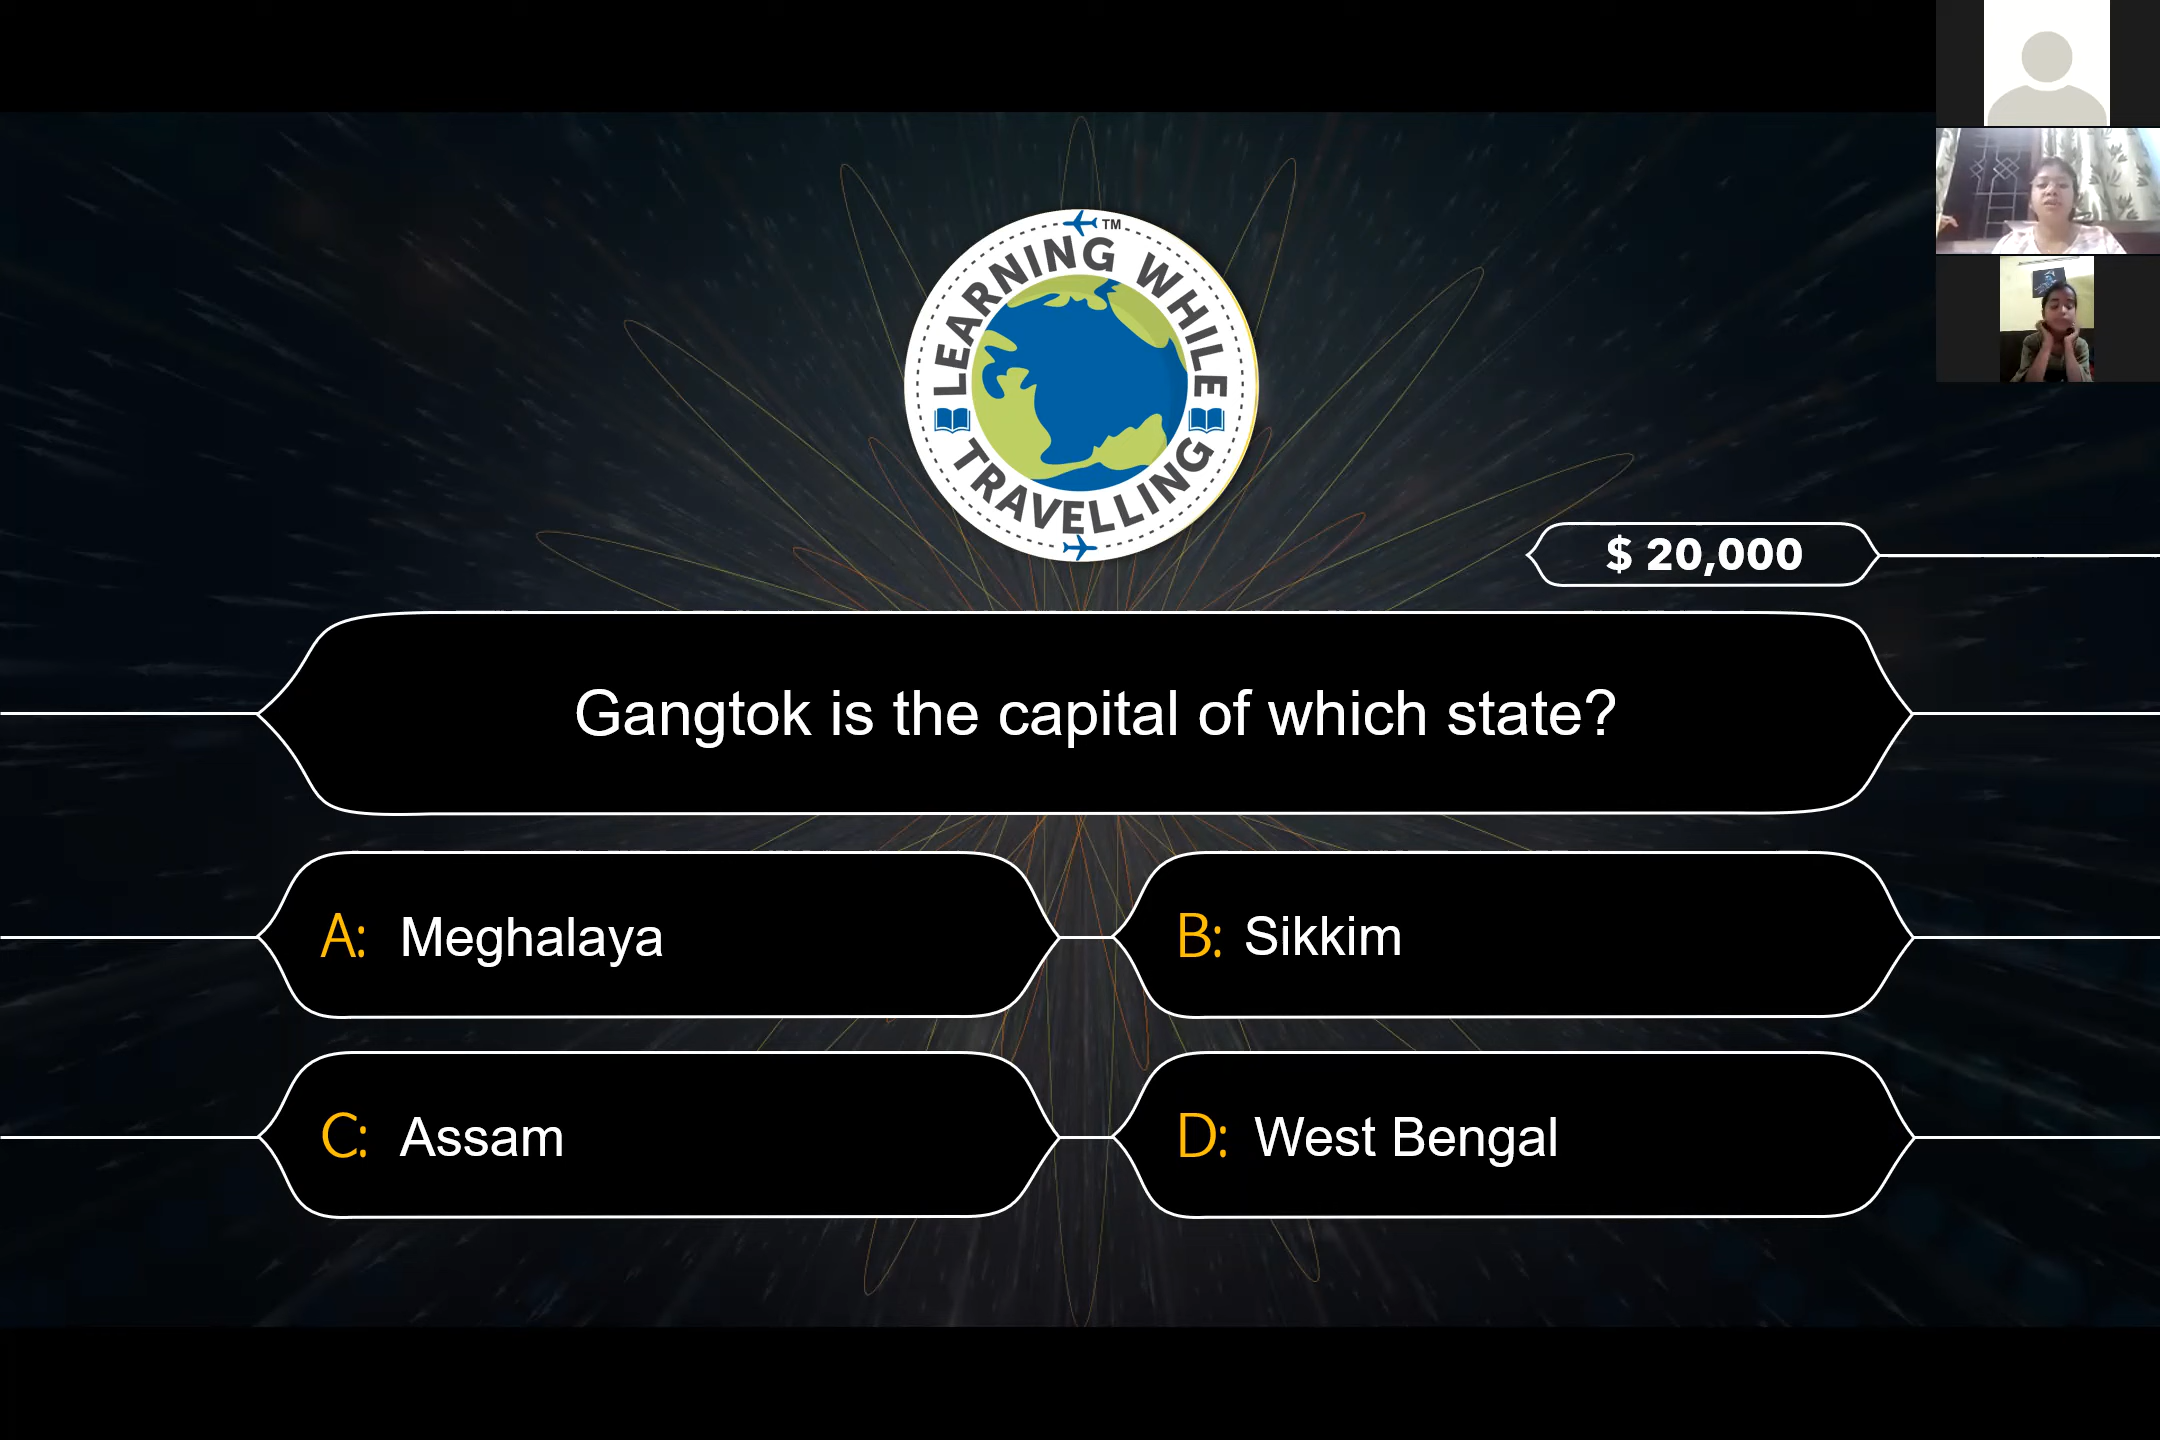 LEARNING WHILE
TRAVELLING
TM
$ 20,000
Gangtok is the capital of which state?
A: Meghalaya
B: Sikkim
C: Assam
D: West Bengal